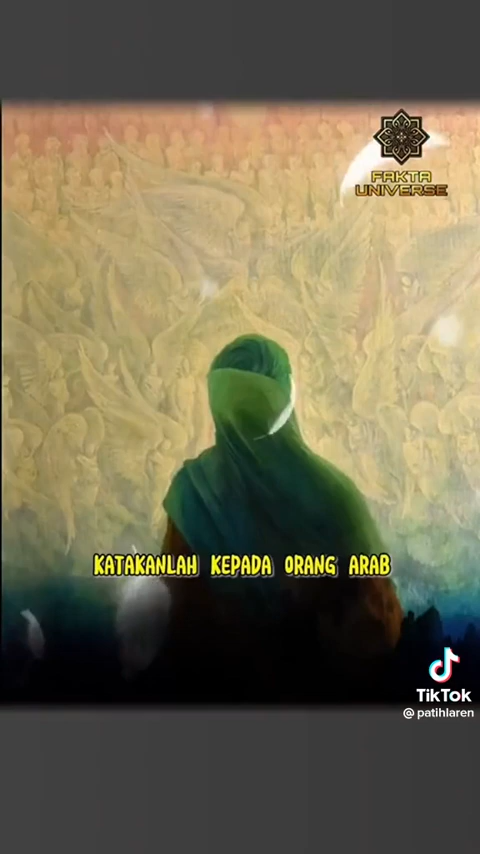 FAKTA
UNIVERSE
KATAKANLAH KEPADA ORANG ARAB
TikTok
@ patihlaren